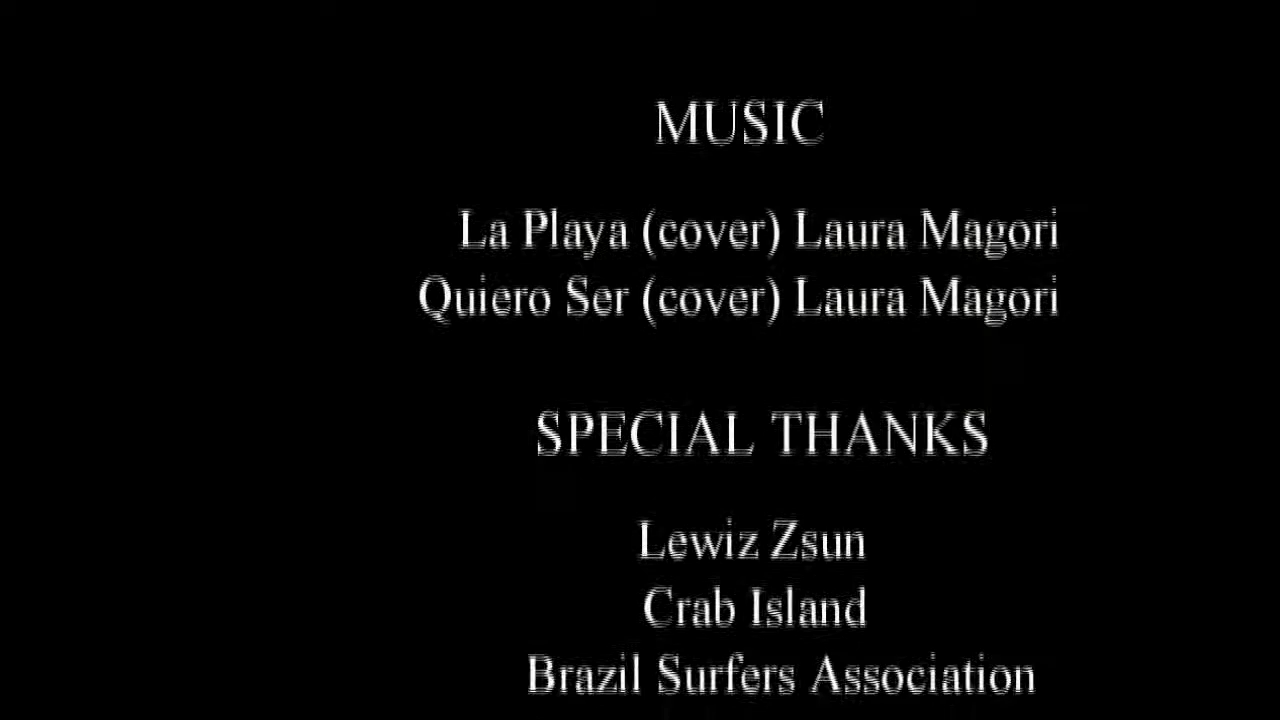 MUSIC
La Playa (cover) Laura Magori
Quiero Ser (cover) Laura Magori
SPECIAL THANKS
Lewiz Zsun
Crab Island
Brazil Surfers Association